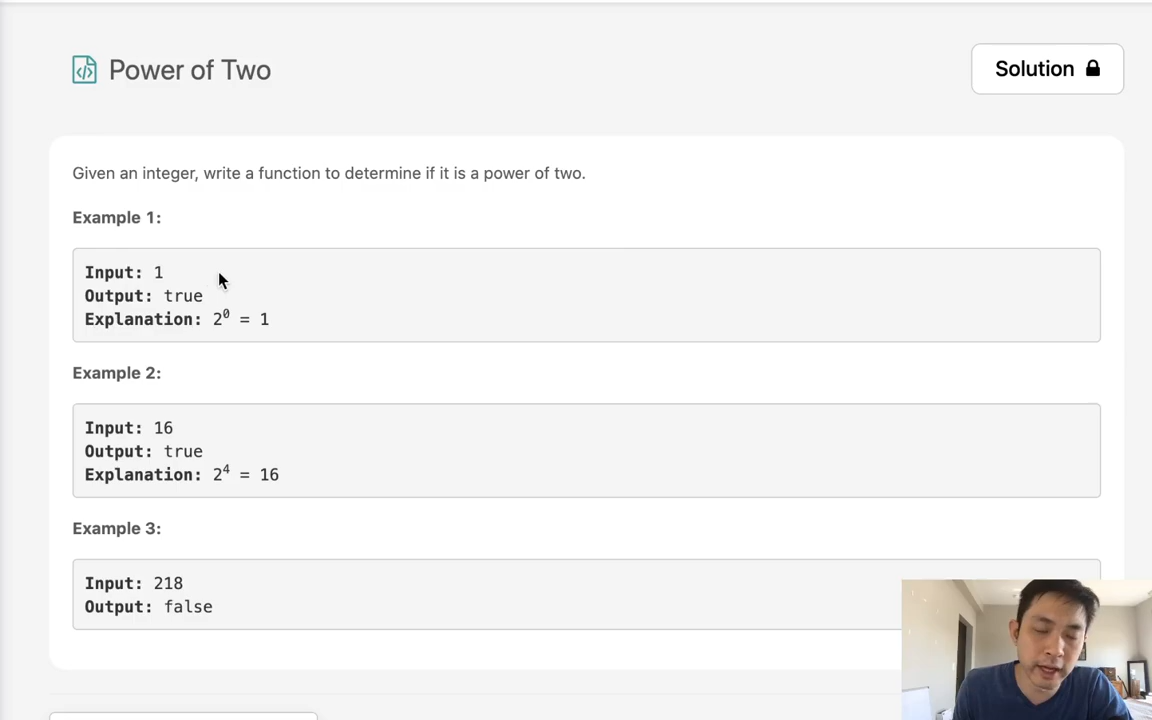 Power of Two
Solution
Given an integer, write a function to determine if it is a power of two.
Example 1:
Input: 1
Output: true
Explanation: 2⁰ = 1
Example 2:
Input: 16
Output: true
Explanation: 2⁴ = 16
Example 3:
Input: 218
Output: false